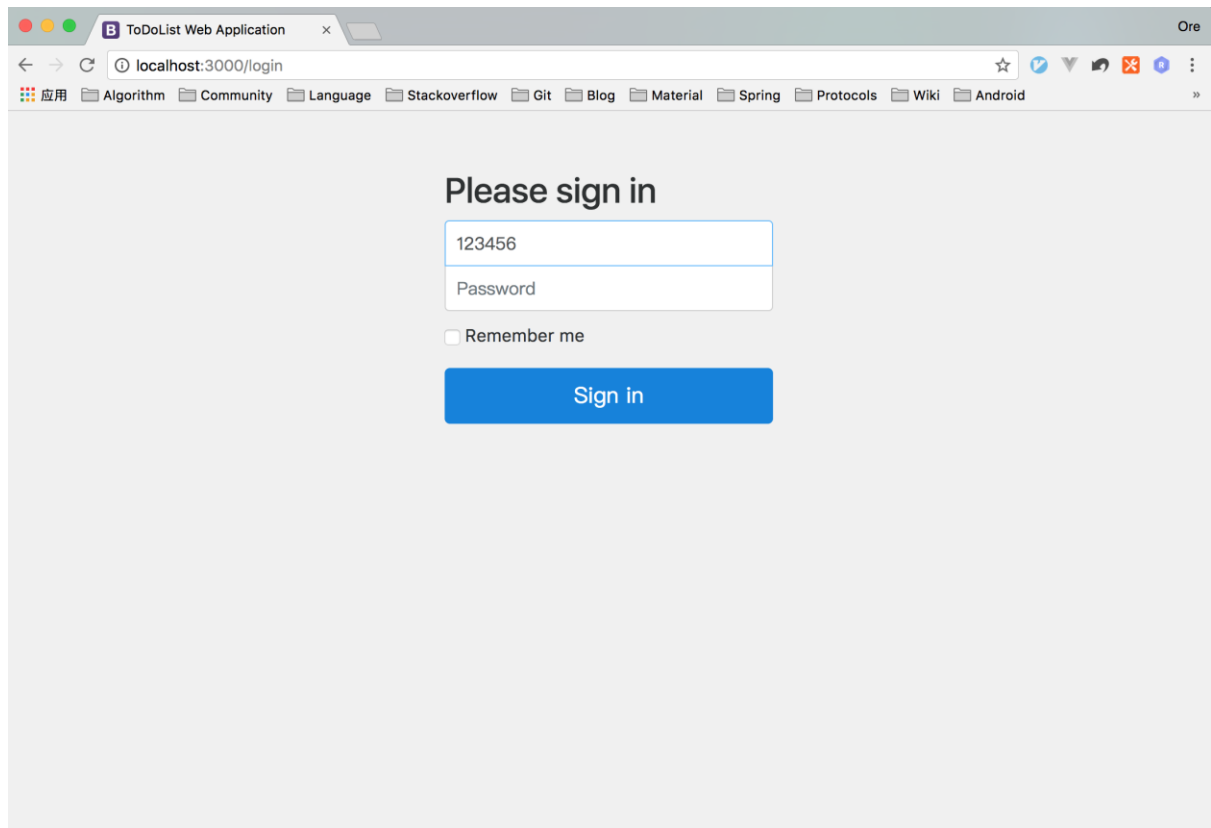 ToDoList Web Application
Ore
localhost:3000/login
应用 Algorithm Community Language Stackoverflow Git Blog Material Spring Protocols Wiki Android »
Please sign in
123456
Password
Remember me
Sign in